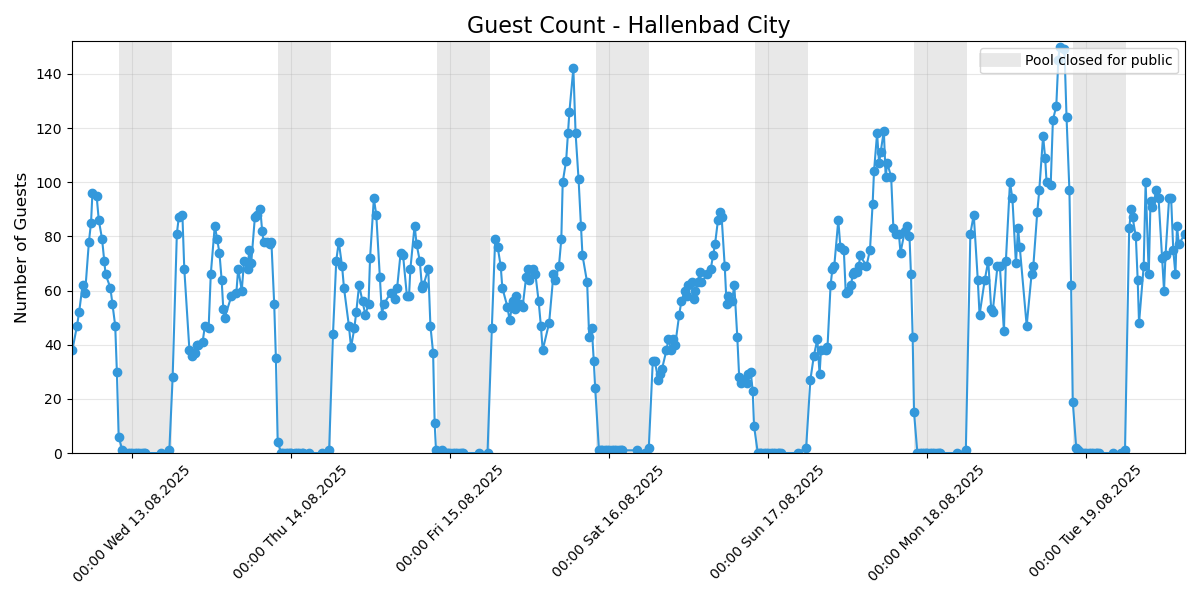 Guest Count - Hallenbad City
Pool closed for public
Number of Guests
140
120
100
80
60
40
20
0
00:00 Wed 13.08.2025
00:00 Thu 14.08.2025
00:00 Fri 15.08.2025
00:00 Sat 16.08.2025
00:00 Sun 17.08.2025
00:00 Mon 18.08.2025
00:00 Tue 19.08.2025